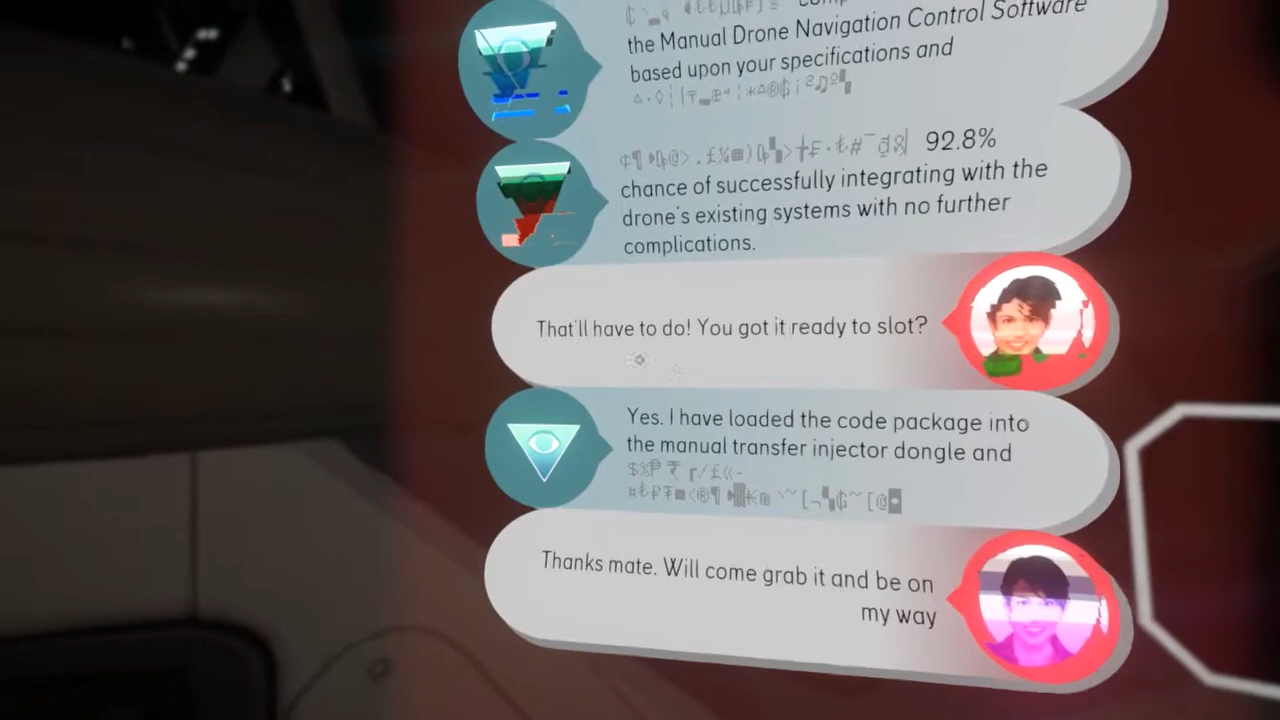 the Manual Drone Navigation Control Software
based upon your specifications and
92.8%
chance of successfully integrating with the
drone's existing systems with no further
complications.
That'll have to do! You got it ready to slot?
Yes. I have loaded the code package into
the manual transfer injector dongle and
Thanks mate. Will come grab it and be on
my way